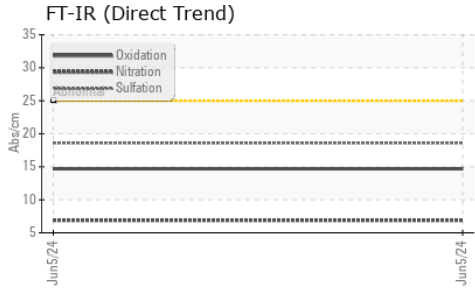 FT-IR (Direct Trend)
35
30
25
20
15
10
5
Abs/cm
Oxidation
Nitration
Sulfation
Abnormal
Jun5/24
Jun5/24